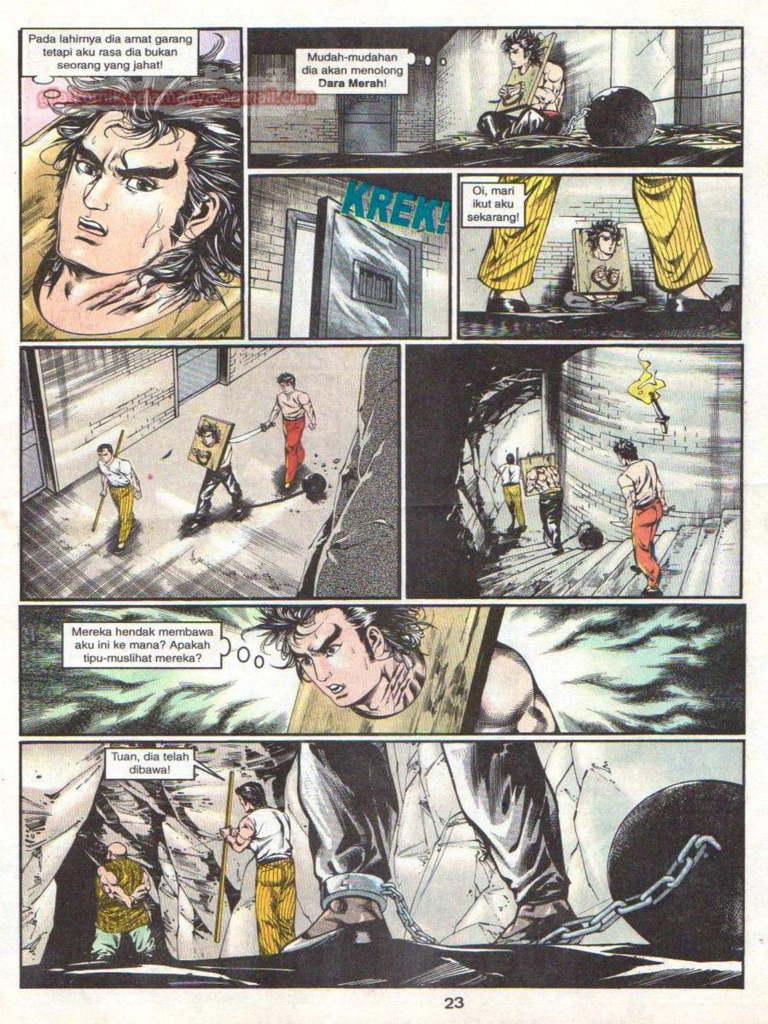 Pada lahirnya dia amat garang
tetapi aku rasa dia bukan
seorang yang jahat!
Mudah-mudahan
dia akan menolong
Dara Merah!
KREK!
Oi, mari
ikut aku
sekarang!
Mereka hendak membawa
aku ini ke mana? Apakah
tipu-muslihat mereka?
Tuan, dia telah
dibawa!
23